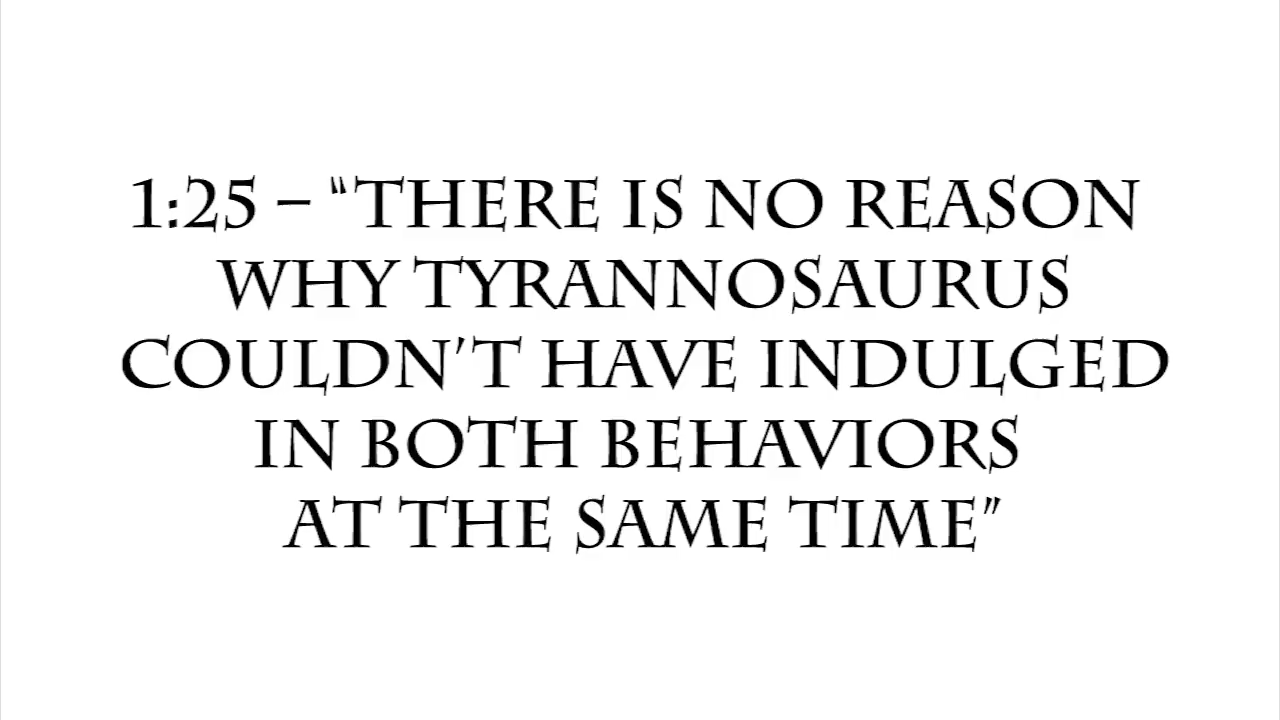 1:25 – “THERE IS NO REASON
WHY TYRANNOSAURUS
COULDN’T HAVE INDULGED
IN BOTH BEHAVIORS
AT THE SAME TIME”